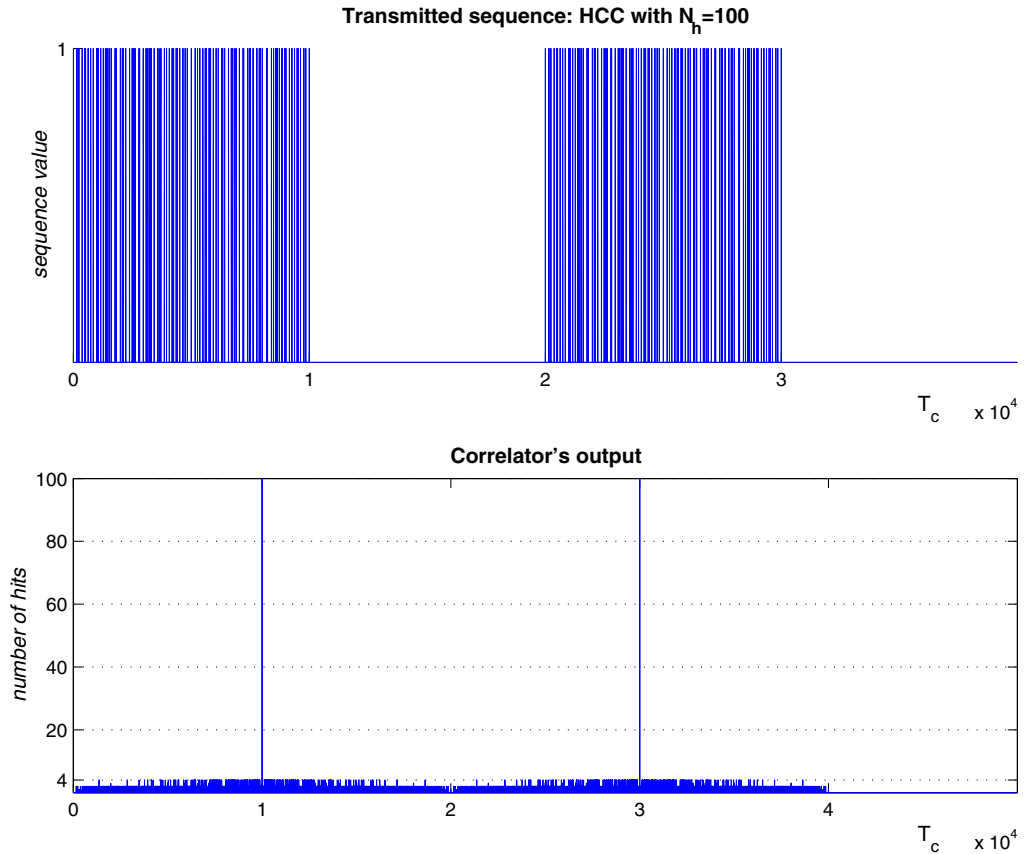 Transmitted sequence: HCC with N_h=100
1
sequence value
0 1 2 3
T_c x 10^4
Correlator's output
100
80
60
40
20
4
number of hits
0 1 2 3 4
T_c x 10^4